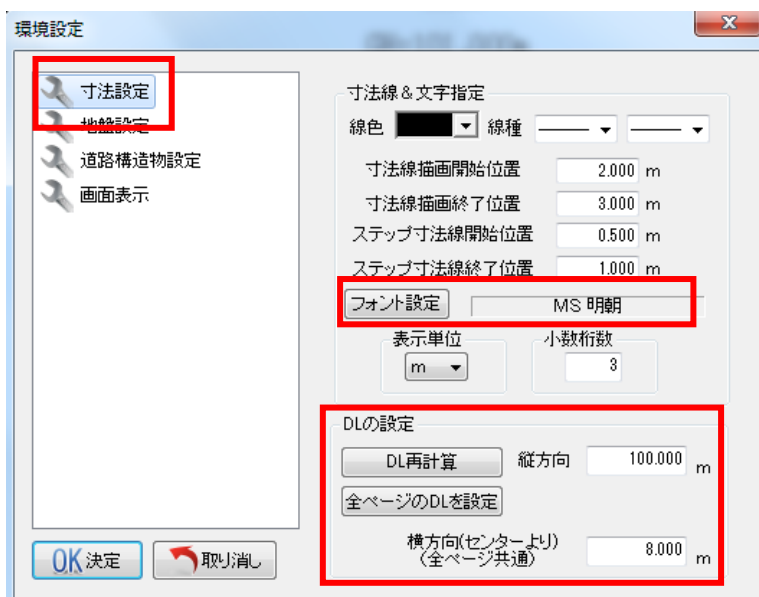 環境設定
寸法設定
地盤設定
道路構造物設定
画面表示
OK 決定
取り消し
寸法線&文字指定
線色 線種
寸法線描画開始位置 2.000 m
寸法線描画終了位置 3.000 m
ステップ寸法線開始位置 0.500 m
ステップ寸法線終了位置 1.000 m
フォント設定 MS 明朝
表示単位 小数桁数
m 3
DLの設定
DL再計算 縦方向 100.000 m
全ページのDLを設定
横方向(センターより)
(全ページ共通) 8.000 m